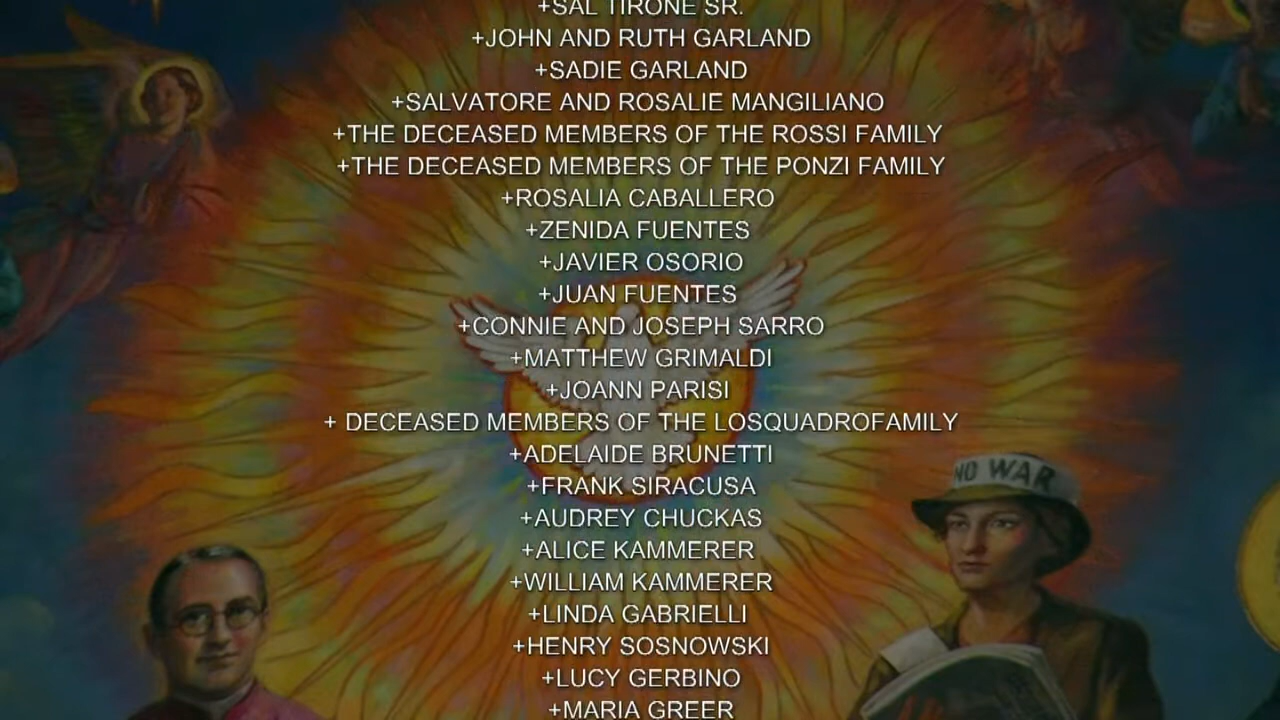 +SAL TIRONE SR.
+JOHN AND RUTH GARLAND
+SADIE GARLAND
+SALVATORE AND ROSALIE MANGILIANO
+THE DECEASED MEMBERS OF THE ROSSI FAMILY
+THE DECEASED MEMBERS OF THE PONZI FAMILY
+ROSALIA CABALLERO
+ZENIDA FUENTES
+JAVIER OSORIO
+JUAN FUENTES
+CONNIE AND JOSEPH SARRO
+MATTHEW GRIMALDI
+JOANN PARISI
+ DECEASED MEMBERS OF THE LOSQUADROFAMILY
+ADELAIDE BRUNETTI
NO WAR
+FRANK SIRACUSA
+AUDREY CHUCKAS
+ALICE KAMMERER
+WILLIAM KAMMERER
+LINDA GABRIELLI
+HENRY SOSNOWSKI
+LUCY GERBINO
+MARIA GREER